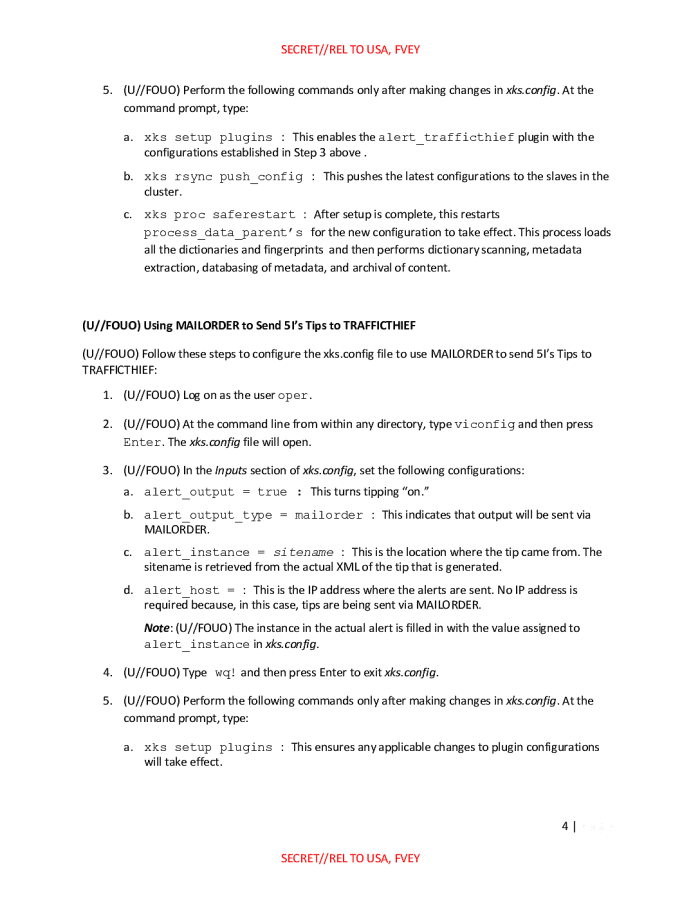 SECRET//REL TO USA, FVEY
5. (U//FOUO) Perform the following commands only after making changes in xks.config. At the
command prompt, type:
a. xks setup plugins : This enables the alert_trafficthief plugin with the
configurations established in Step 3 above .
b. xks rsync push_config : This pushes the latest configurations to the slaves in the
cluster.
c. xks proc saferestart : After setup is complete, this restarts
process_data_parent’s for the new configuration to take effect. This process loads
all the dictionaries and fingerprints and then performs dictionary scanning, metadata
extraction, databasing of metadata, and archival of content.
(U//FOUO) Using MAILORDER to Send 5I’s Tips to TRAFFICTHIEF
(U//FOUO) Follow these steps to configure the xks.config file to use MAILORDER to send 5I’s Tips to
TRAFFICTHIEF:
1. (U//FOUO) Log on as the user oper.
2. (U//FOUO) At the command line from within any directory, type viconfig and then press
Enter. The xks.config file will open.
3. (U//FOUO) In the Inputs section of xks.config, set the following configurations:
a. alert_output = true : This turns tipping “on.”
b. alert_output_type = mailorder : This indicates that output will be sent via
MAILORDER.
c. alert_instance = sitename : This is the location where the tip came from. The
sitename is retrieved from the actual XML of the tip that is generated.
d. alert_host = : This is the IP address where the alerts are sent. No IP address is
required because, in this case, tips are being sent via MAILORDER.
Note: (U//FOUO) The instance in the actual alert is filled in with the value assigned to
alert_instance in xks.config.
4. (U//FOUO) Type wq! and then press Enter to exit xks.config.
5. (U//FOUO) Perform the following commands only after making changes in xks.config. At the
command prompt, type:
a. xks setup plugins : This ensures any applicable changes to plugin configurations
will take effect.
4 |
SECRET//REL TO USA, FVEY